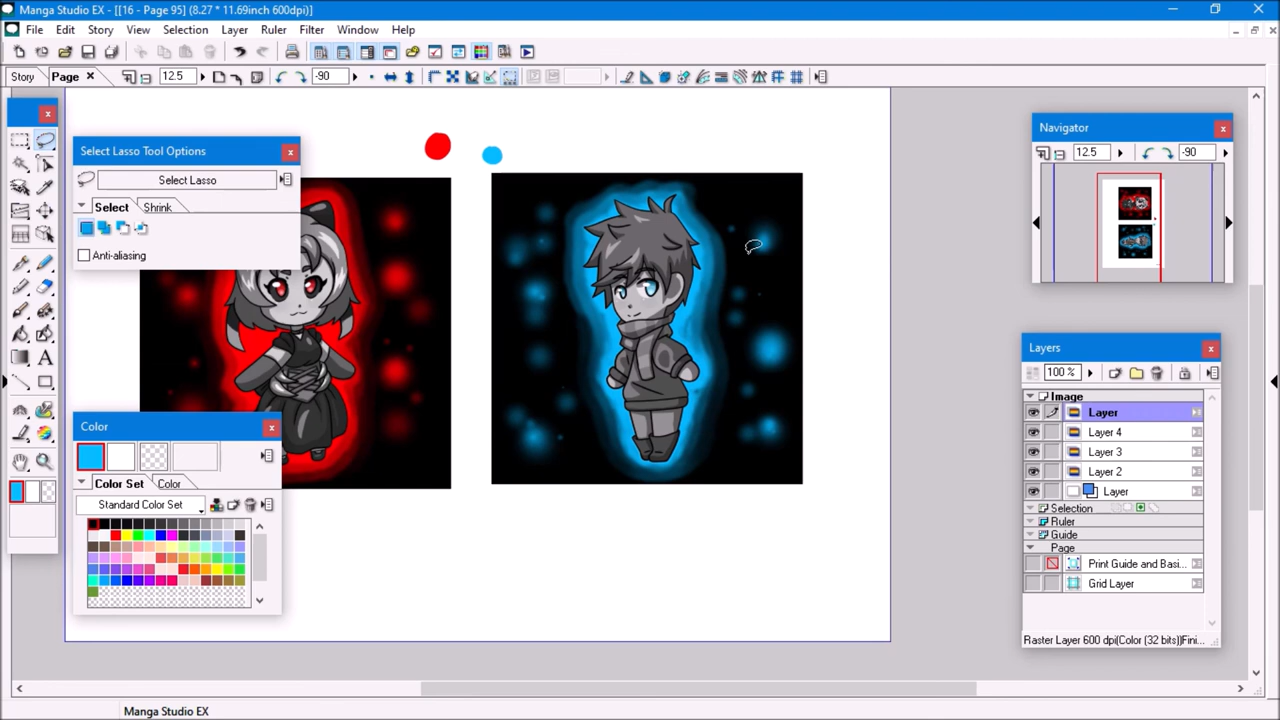 Manga Studio EX - [[16 - Page 95] (8.27 * 11.69inch 600dpi)]
File Edit Story View Selection Layer Ruler Filter Window Help
Story Page 12.5 -90
Select Lasso Tool Options
Select Lasso
Select Shrink
Anti-aliasing
Color
Color Set Color
Standard Color Set
Navigator
12.5 -90
Layers
100 %
Image
Layer
Layer 4
Layer 3
Layer 2
Layer
Selection
Ruler
Guide
Page
Print Guide and Basi...
Grid Layer
Raster Layer 600 dpi(Color (32 bits))Fini...
Manga Studio EX